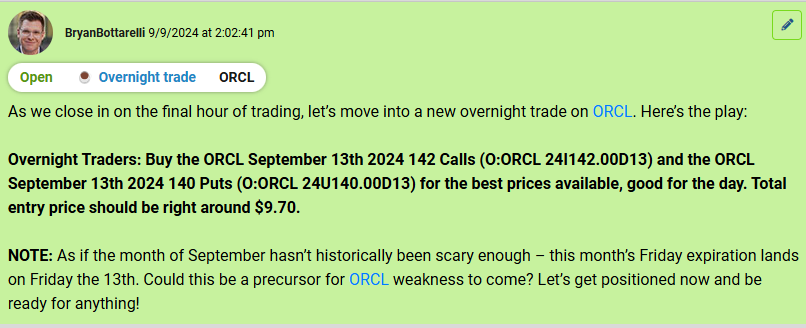 BryanBottarelli 9/9/2024 at 2:02:41 pm
Open Overnight trade ORCL
As we close in on the final hour of trading, let’s move into a new overnight trade on ORCL. Here’s the play:
Overnight Traders: Buy the ORCL September 13th 2024 142 Calls (O:ORCL 24I142.00D13) and the ORCL
September 13th 2024 140 Puts (O:ORCL 24U140.00D13) for the best prices available, good for the day. Total
entry price should be right around $9.70.
NOTE: As if the month of September hasn’t historically been scary enough – this month’s Friday expiration lands
on Friday the 13th. Could this be a precursor for ORCL weakness to come? Let’s get positioned now and be
ready for anything!